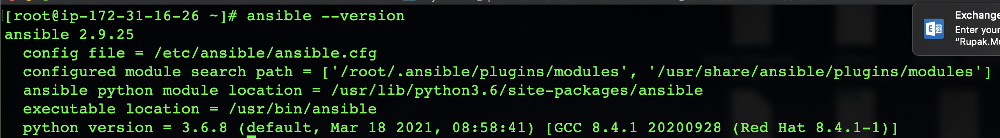 [[root@ip-172-31-16-26 ~]# ansible --version
ansible 2.9.25
  config file = /etc/ansible/ansible.cfg
  configured module search path = ['/root/.ansible/plugins/modules', '/usr/share/ansible/plugins/modules']
  ansible python module location = /usr/lib/python3.6/site-packages/ansible
  executable location = /usr/bin/ansible
  python version = 3.6.8 (default, Mar 18 2021, 08:58:41) [GCC 8.4.1 20200928 (Red Hat 8.4.1-1)]
Exchange
Enter your
“Rupak.Mo